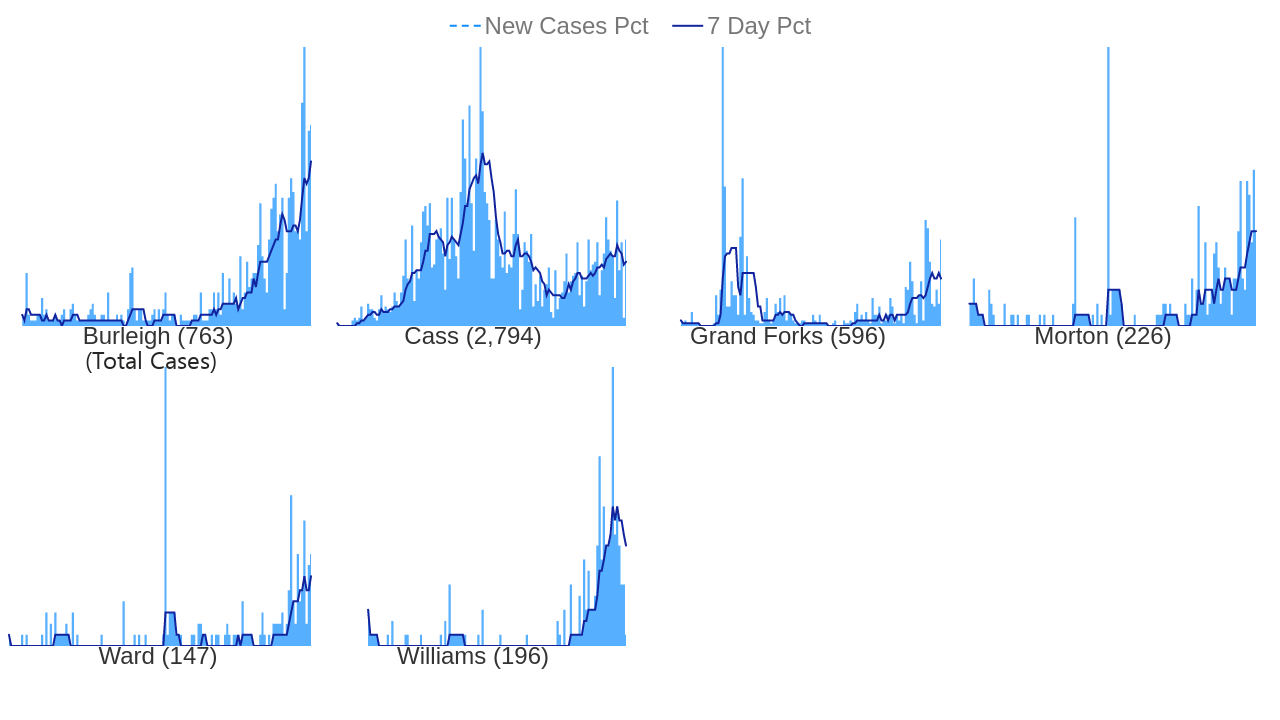 New Cases Pct 7 Day Pct
Burleigh (763)
(Total Cases)
Cass (2,794)
Grand Forks (596)
Morton (226)
Ward (147)
Williams (196)